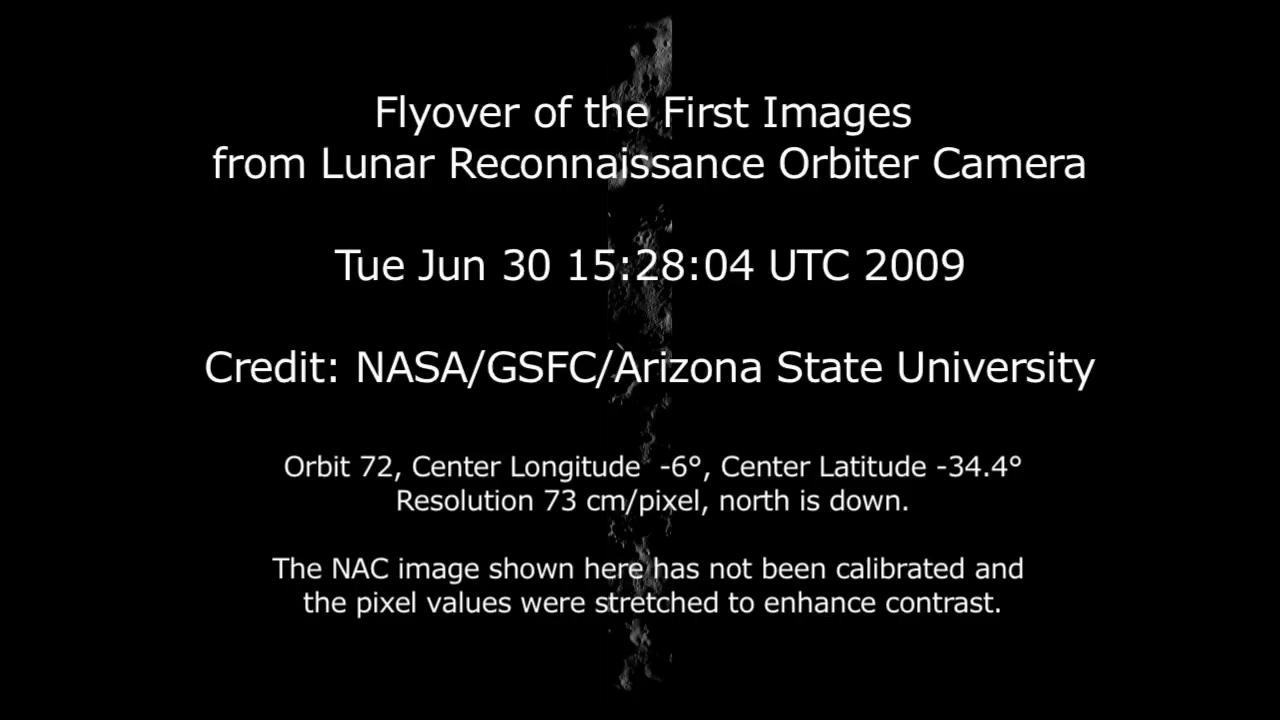 Flyover of the First Images
from Lunar Reconnaissance Orbiter Camera
Tue Jun 30 15:28:04 UTC 2009
Credit: NASA/GSFC/Arizona State University
Orbit 72, Center Longitude -6°, Center Latitude -34.4°
Resolution 73 cm/pixel, north is down.
The NAC image shown here has not been calibrated and
the pixel values were stretched to enhance contrast.